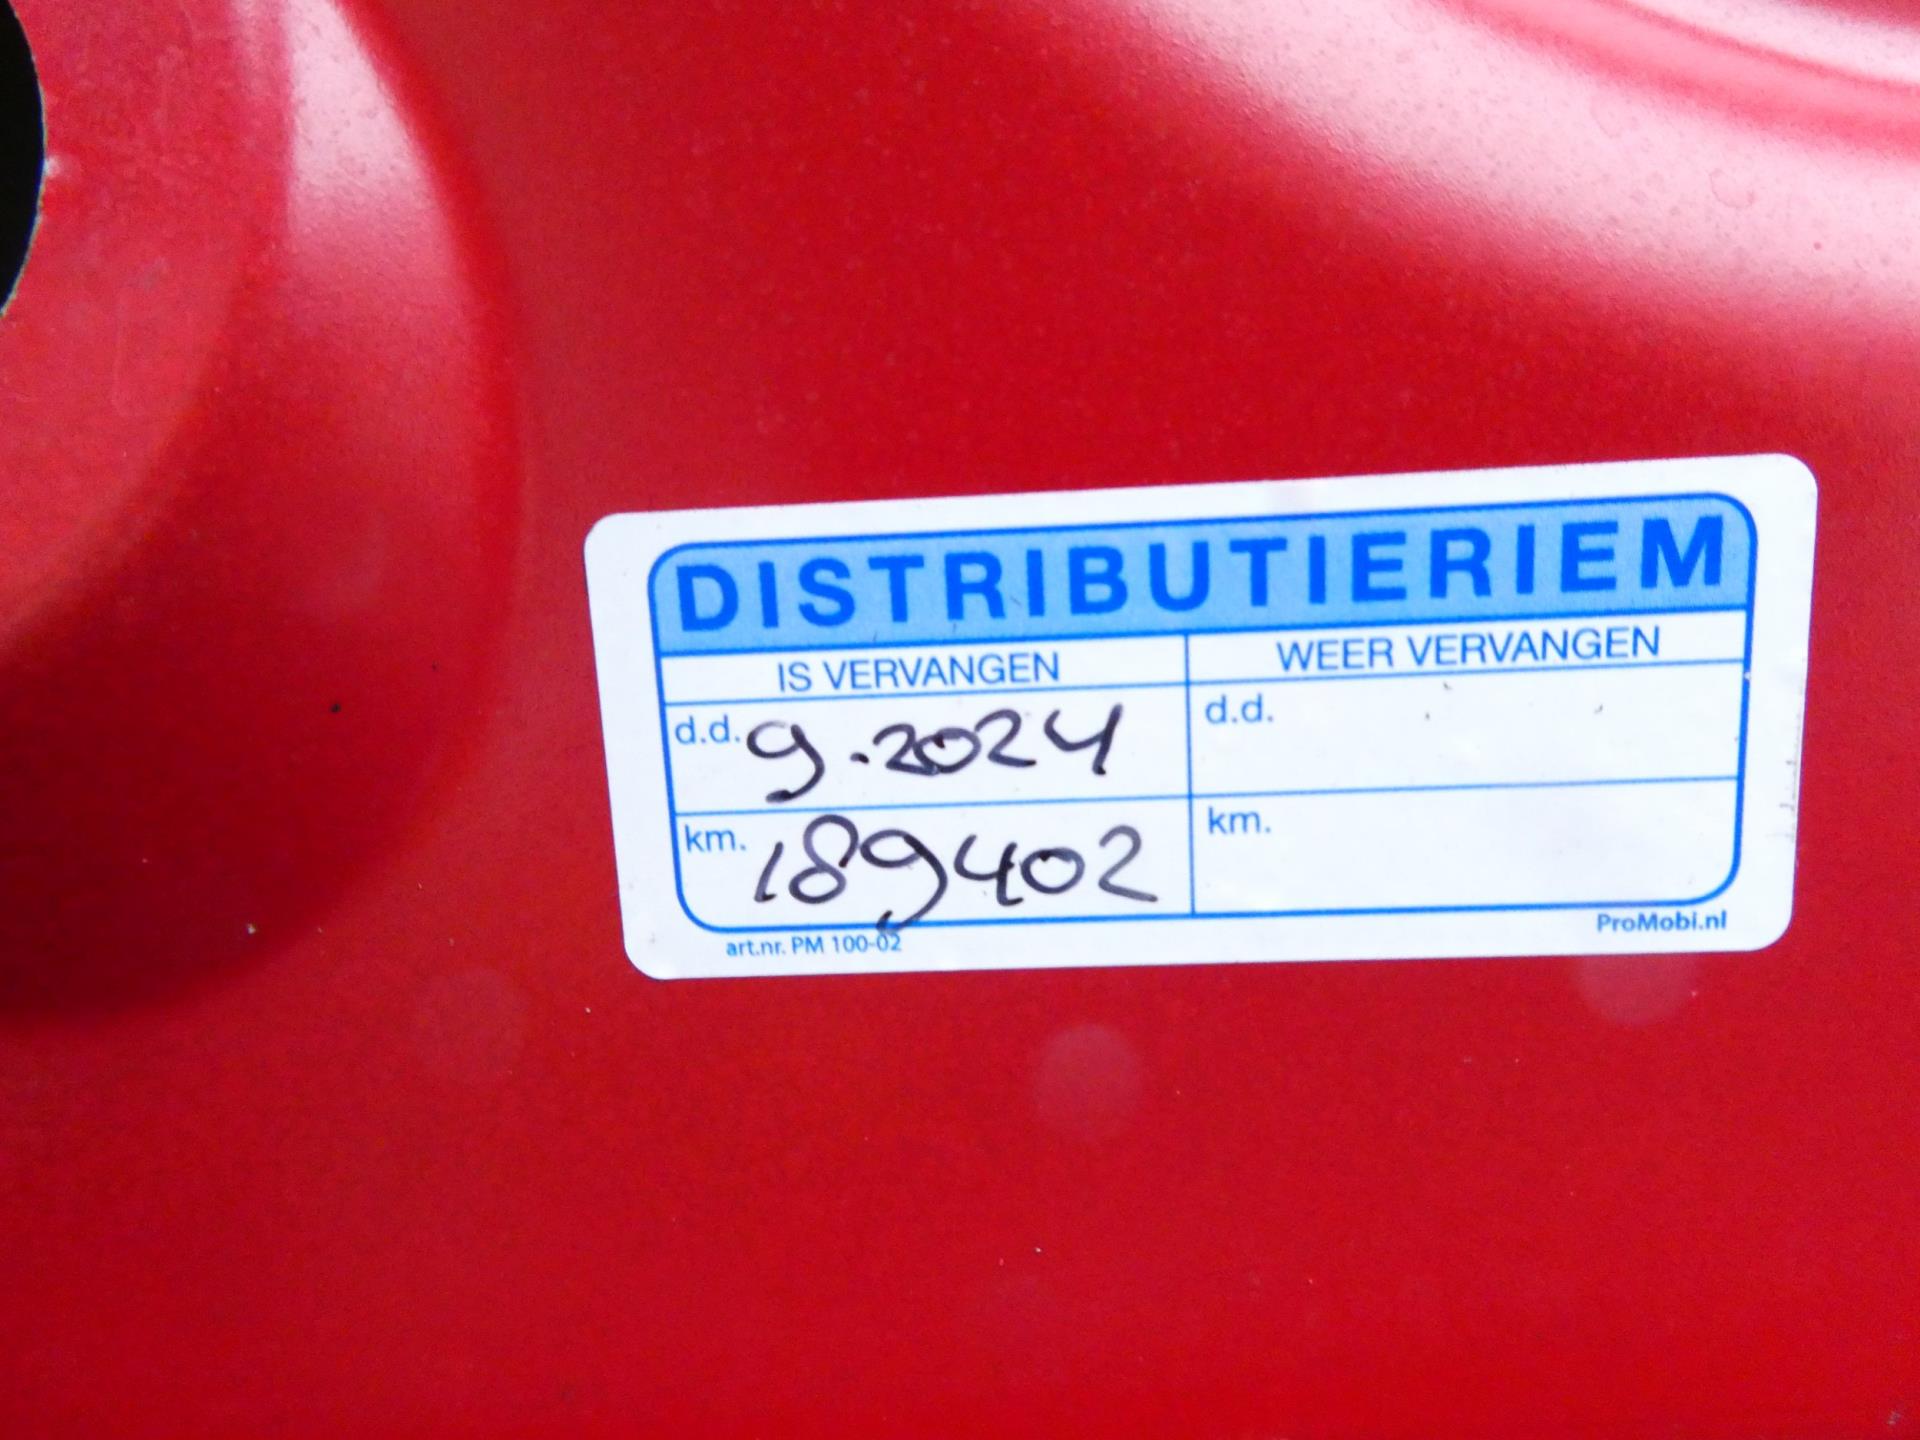 DISTRIBUTIERIEM
IS VERVANGEN WEER VERVANGEN
d.d. 9.2024 d.d.
km. 189402 km.
art.nr. PM 100-02 ProMobi.nl